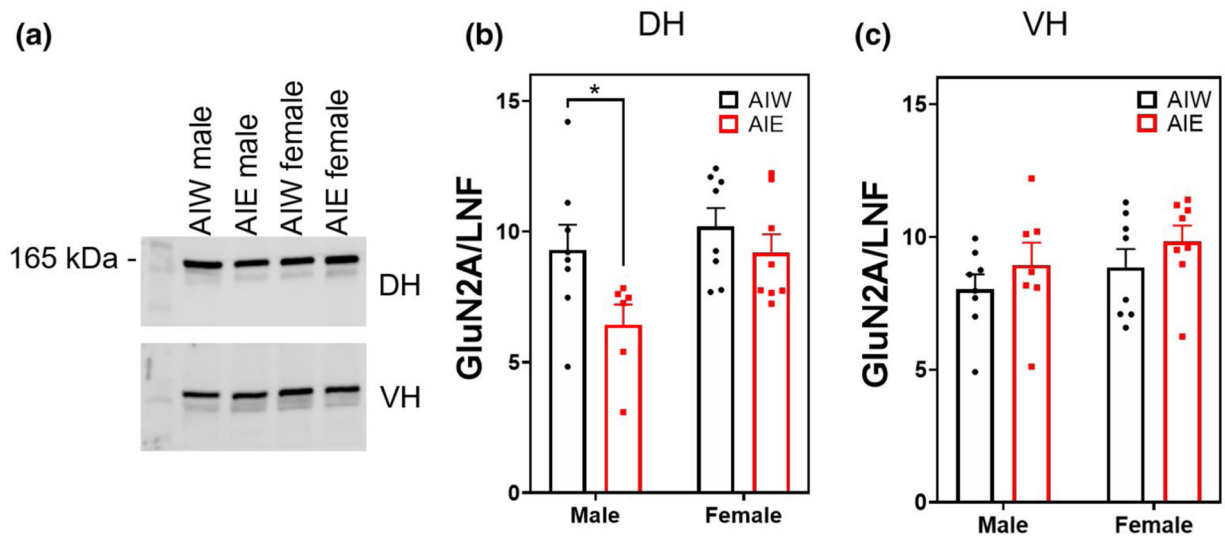 (a)
AIW male
AIE male
AIW female
AIE female
165 kDa -
DH
VH
(b)
DH
GluN2A/LNF
15
10
5
0
*
AIW
AIE
Male
Female
(c)
VH
GluN2A/LNF
15
10
5
0
AIW
AIE
Male
Female